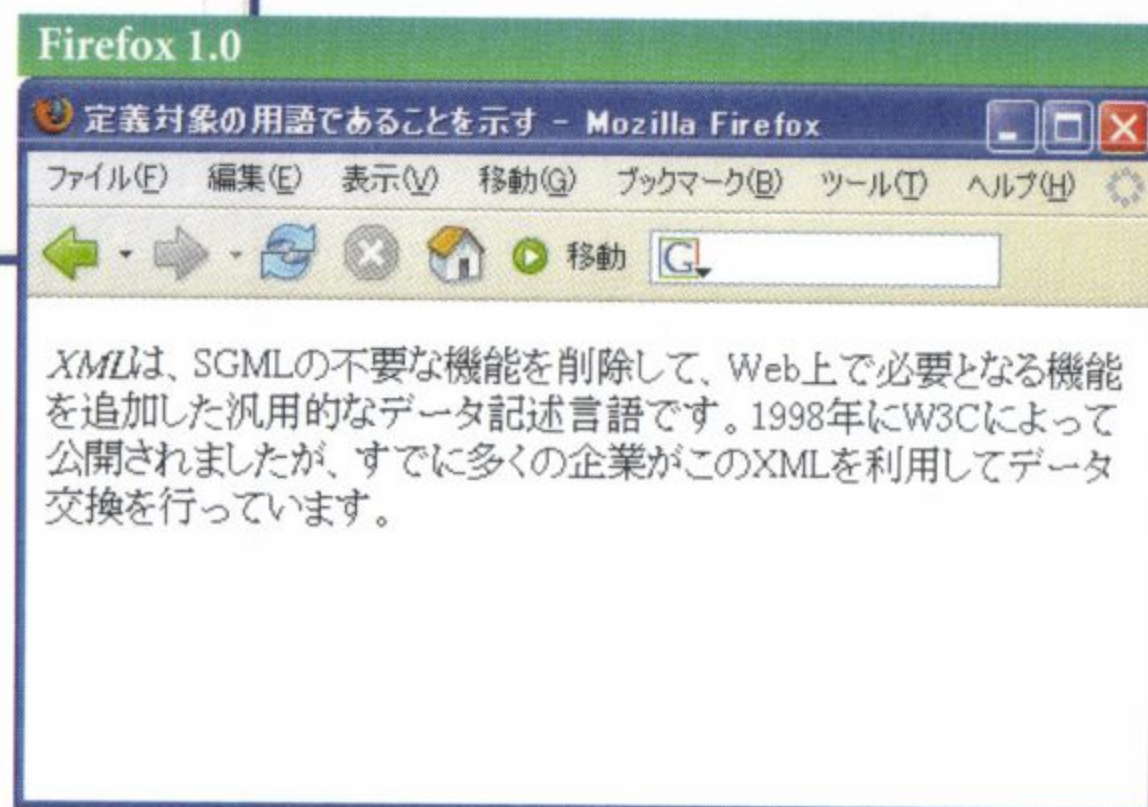 Firefox 1.0
定義対象の用語であることを示す - Mozilla Firefox
ファイル(F) 編集(E) 表示(V) 移動(G) ブックマーク(B) ツール(T) ヘルプ(H)
移動 G
XMLは、SGMLの不要な機能を削除して、Web上で必要となる機能
を追加した汎用的なデータ記述言語です。1998年にW3Cによって
公開されましたが、すでに多くの企業がこのXMLを利用してデータ
交換を行っています。